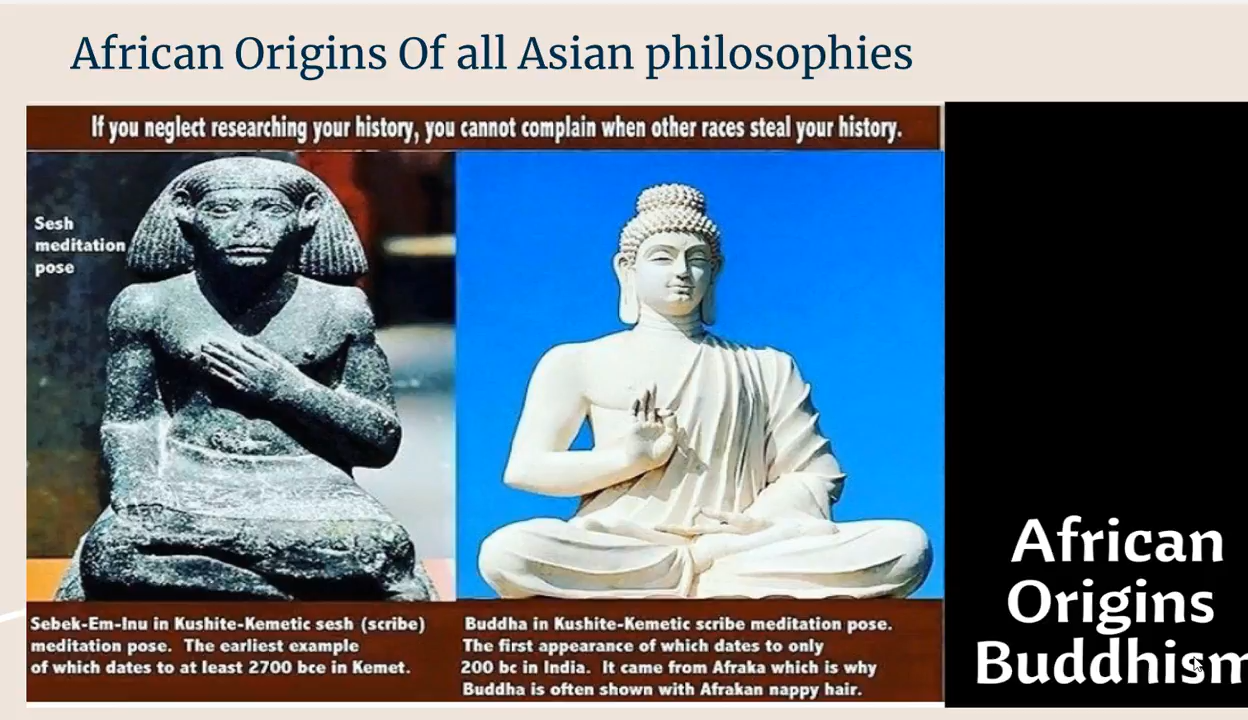 African Origins Of all Asian philosophies
If you neglect researching your history, you cannot complain when other races steal your history.
Sesh
meditation
pose
Sebek-Em-Inu in Kushite-Kemetic sesh (scribe)
meditation pose. The earliest example
of which dates to at least 2700 bce in Kemet.
Buddha in Kushite-Kemetic scribe meditation pose.
The first appearance of which dates to only
200 bc in India. It came from Afraka which is why
Buddha is often shown with Afrakan nappy hair.
African
Origins
Buddhism